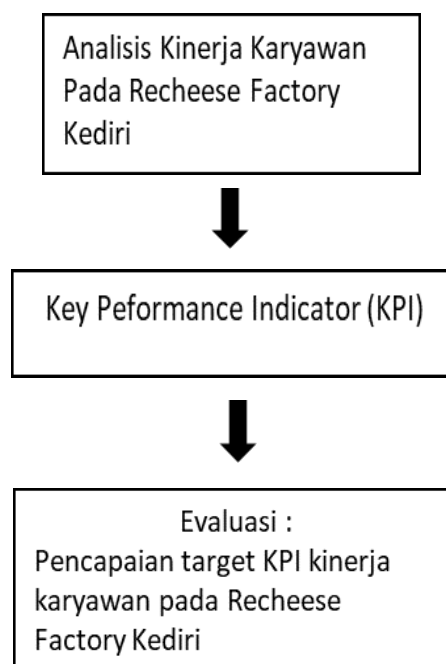 Analisis Kinerja Karyawan
Pada Recheese Factory
Kediri
Key Peformance Indicator (KPI)
Evaluasi :
Pencapaian target KPI kinerja
karyawan pada Recheese
Factory Kediri